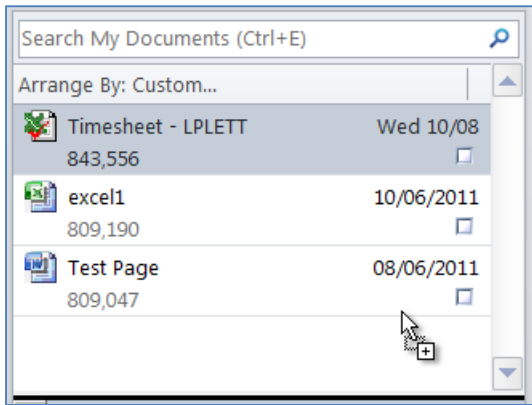 Search My Documents (Ctrl+E)
Arrange By: Custom...
Timesheet - LPLETT Wed 10/08
843,556
excel1 10/06/2011
809,190
Test Page 08/06/2011
809,047